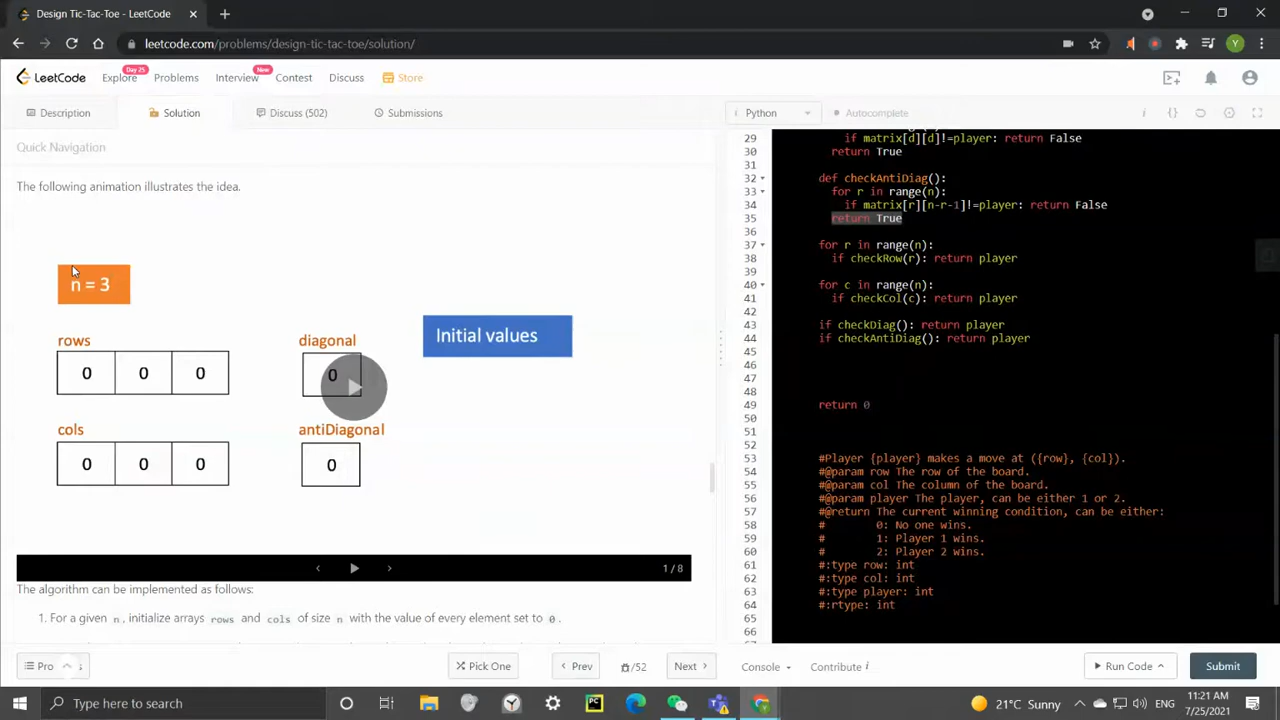 Design Tic-Tac-Toe - LeetCode
leetcode.com/problems/design-tic-tac-toe/solution/
Y
LeetCode
Explore
Day 25
Problems
Interview
New
Contest
Discuss
Store
Description
Solution
Discuss (502)
Submissions
Python
Autocomplete
i
{}
Quick Navigation
The following animation illustrates the idea.
n = 3
Initial values
rows
0 0 0
diagonal
0
cols
0 0 0
antiDiagonal
0
1 / 8
The algorithm can be implemented as follows:
1. For a given n, initialize arrays rows and cols of size n with the value of every element set to 0.
29 if matrix[d][d]!=player: return False
30 return True
31
32 def checkAntiDiag():
33 for r in range(n):
34 if matrix[r][n-r-1]!=player: return False
35 return True
36
37 for r in range(n):
38 if checkRow(r): return player
39
40 for c in range(n):
41 if checkCol(c): return player
42
43 if checkDiag(): return player
44 if checkAntiDiag(): return player
45
46
47
48
49 return 0
50
51
52
53 #Player {player} makes a move at ({row}, {col}).
54 #@param row The row of the board.
55 #@param col The column of the board.
56 #@param player The player, can be either 1 or 2.
57 #@return The current winning condition, can be either:
58 # 0: No one wins.
59 # 1: Player 1 wins.
60 # 2: Player 2 wins.
61 #:type row: int
62 #:type col: int
63 #:type player: int
64 #:rtype: int
65
66
Pro
Pick One
Prev
/52
Next
Console
Contribute i
Run Code
Submit
Type here to search
21°C Sunny
ENG
11:21 AM
7/25/2021